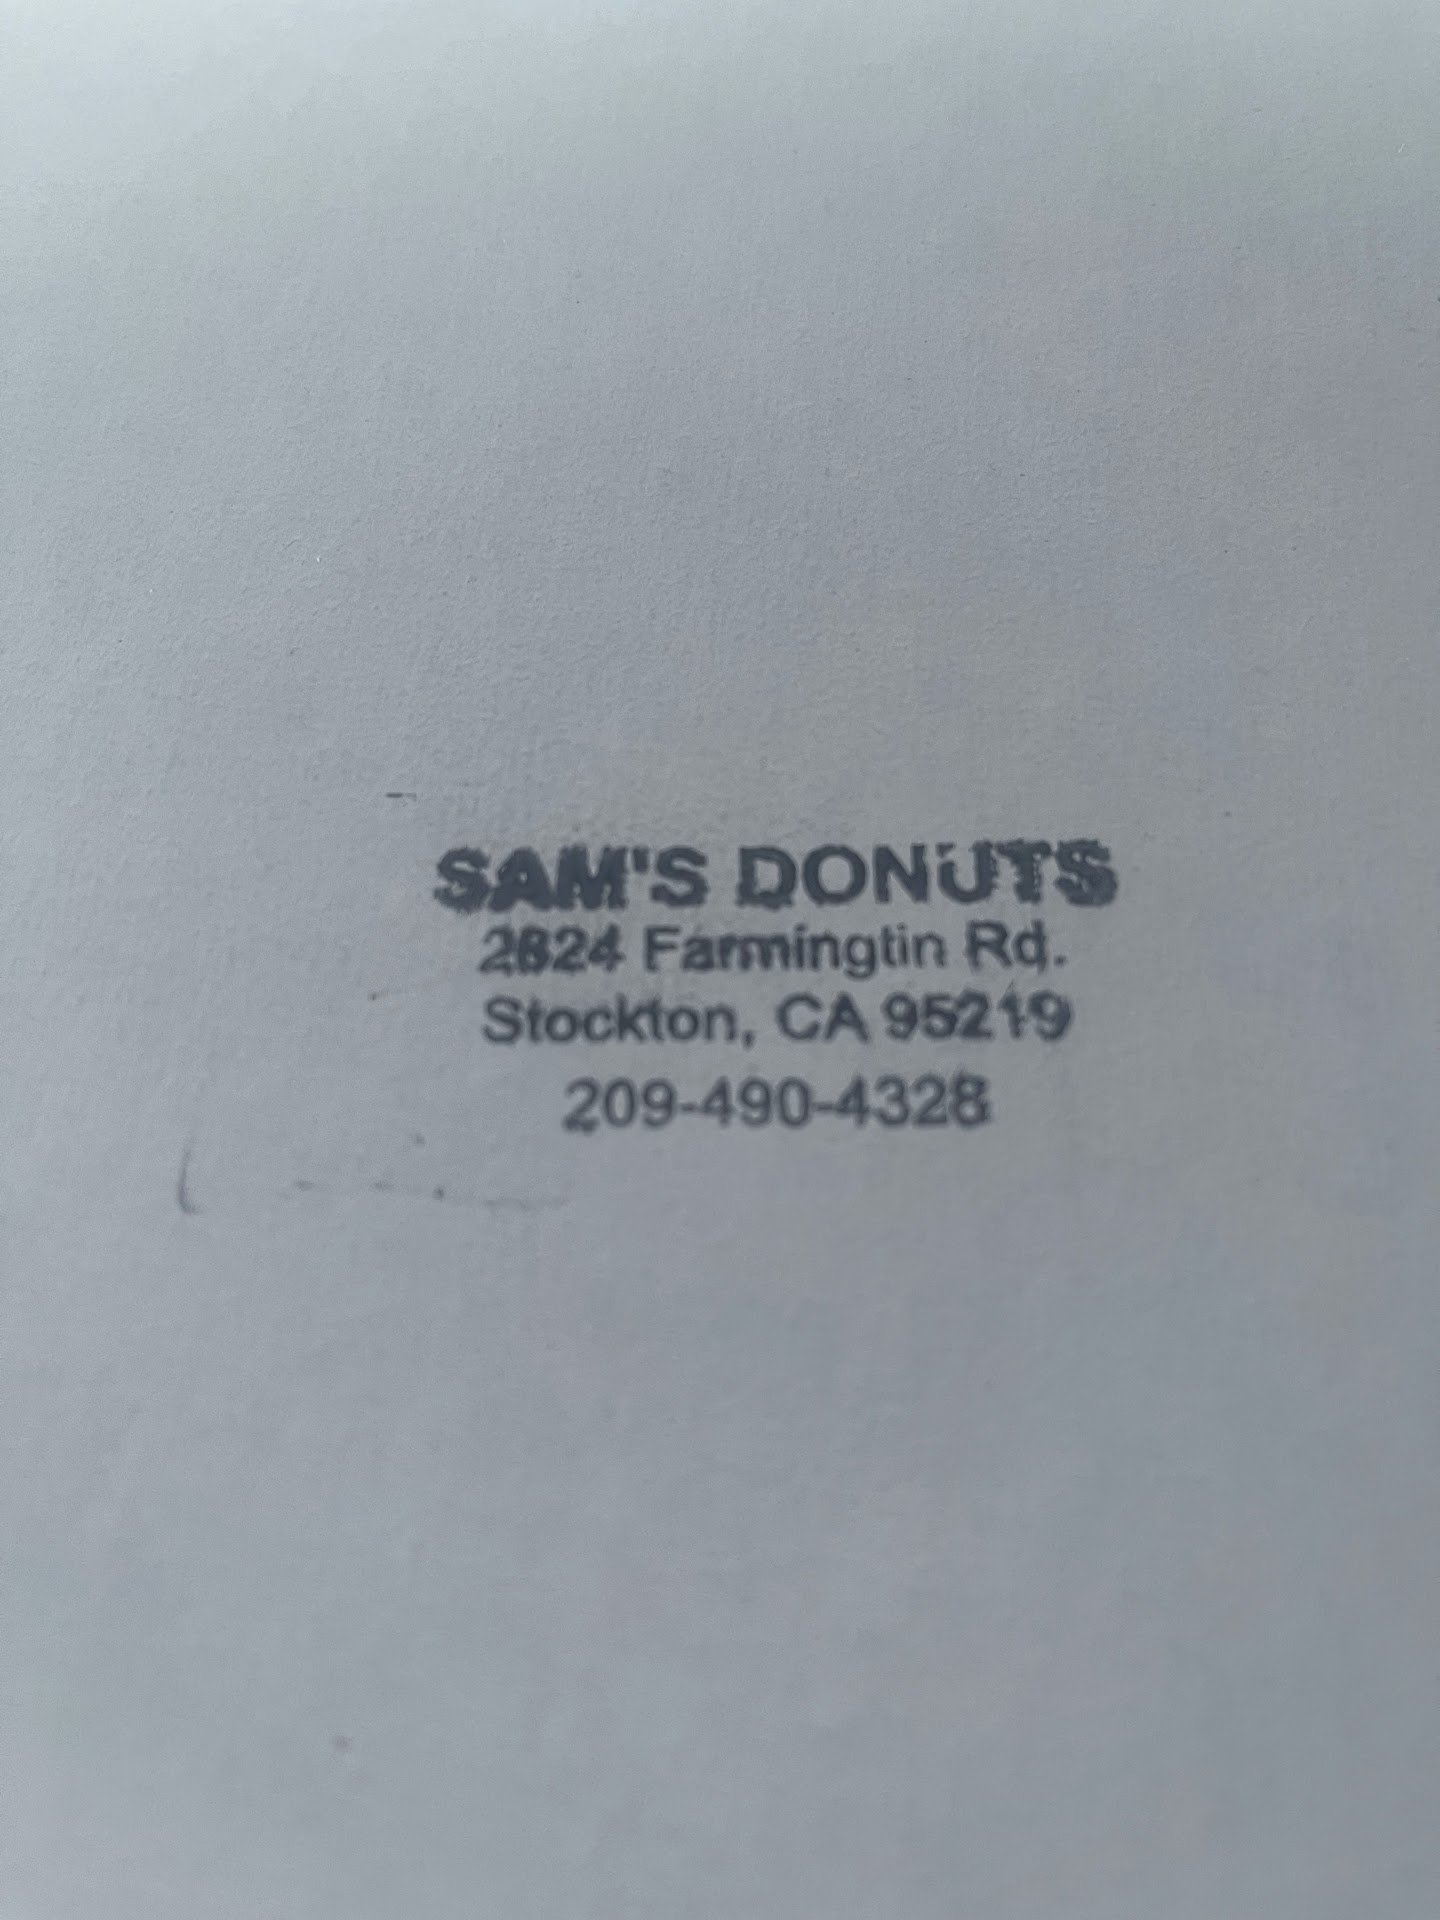 SAM'S DONUTS
2824 Farmingtin Rd.
Stockton, CA 95219
209-490-4328